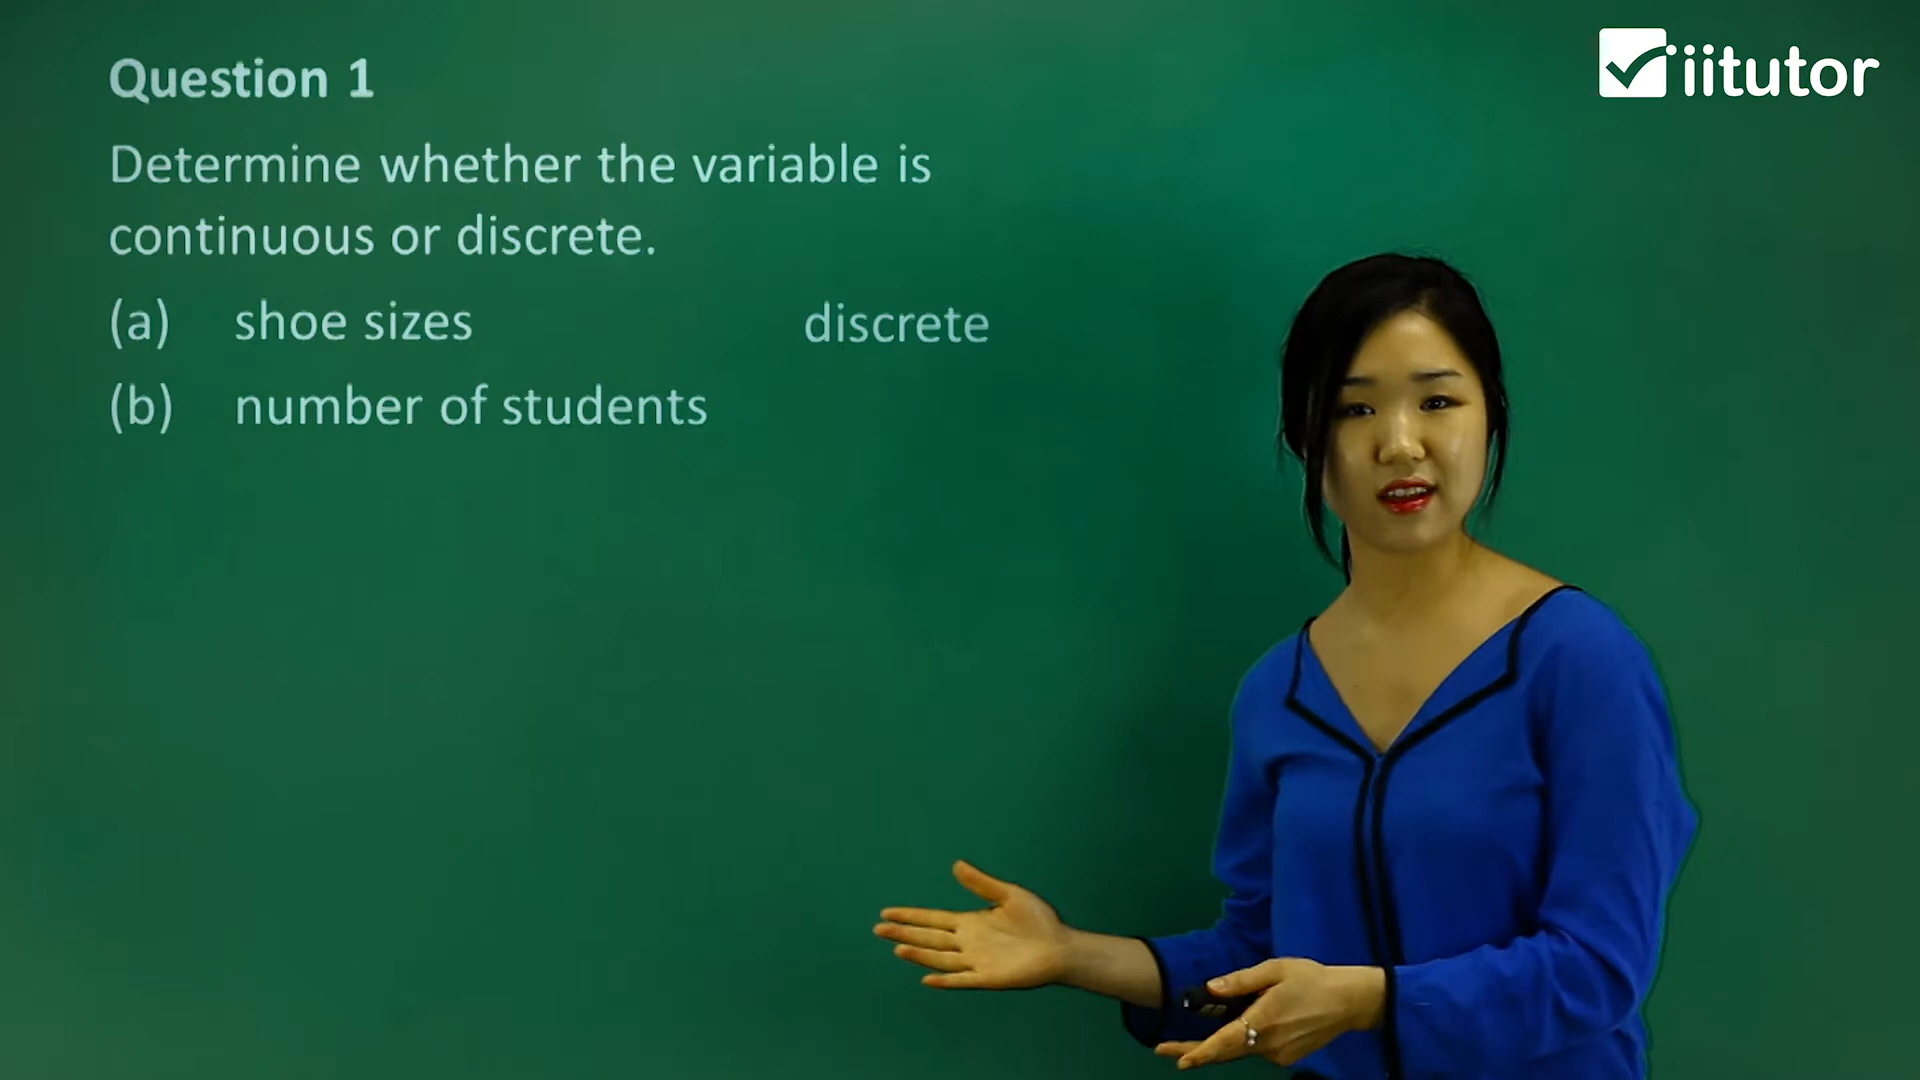 iitutor
Question 1
Determine whether the variable is
continuous or discrete.
(a) shoe sizes discrete
(b) number of students